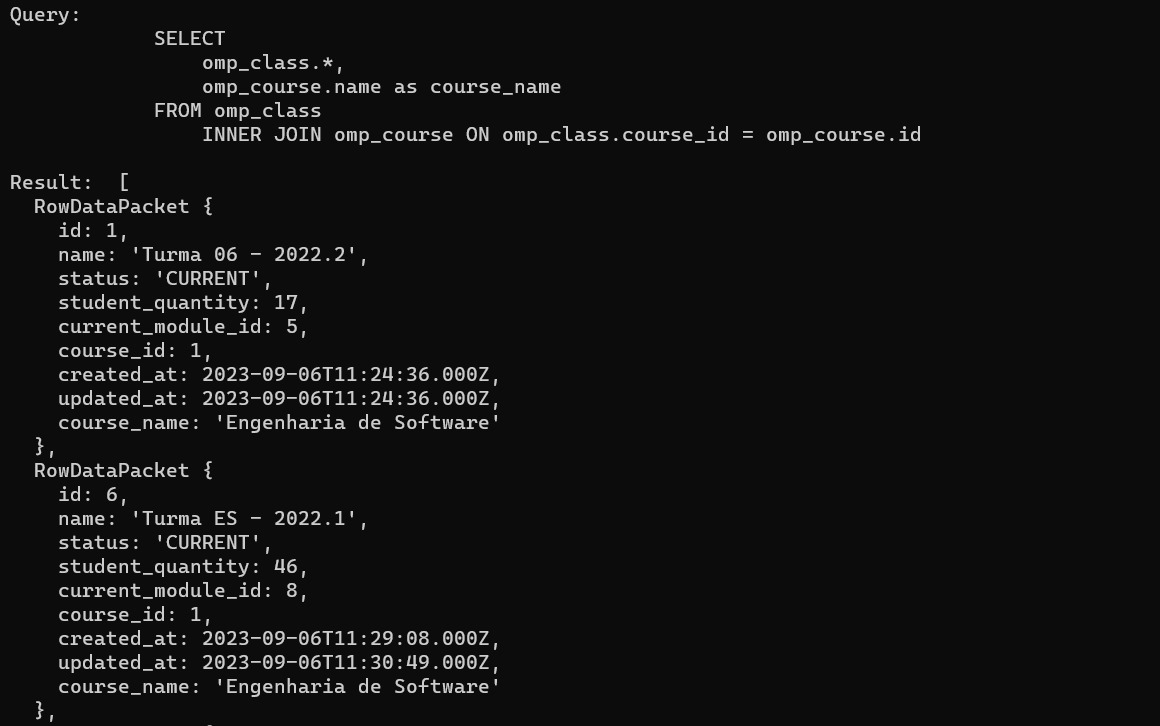 Query:
            SELECT
                omp_class.*,
                omp_course.name as course_name
            FROM omp_class
                INNER JOIN omp_course ON omp_class.course_id = omp_course.id

Result:  [
  RowDataPacket {
    id: 1,
    name: 'Turma 06 - 2022.2',
    status: 'CURRENT',
    student_quantity: 17,
    current_module_id: 5,
    course_id: 1,
    created_at: 2023-09-06T11:24:36.000Z,
    updated_at: 2023-09-06T11:24:36.000Z,
    course_name: 'Engenharia de Software'
  },
  RowDataPacket {
    id: 6,
    name: 'Turma ES - 2022.1',
    status: 'CURRENT',
    student_quantity: 46,
    current_module_id: 8,
    course_id: 1,
    created_at: 2023-09-06T11:29:08.000Z,
    updated_at: 2023-09-06T11:30:49.000Z,
    course_name: 'Engenharia de Software'
  },